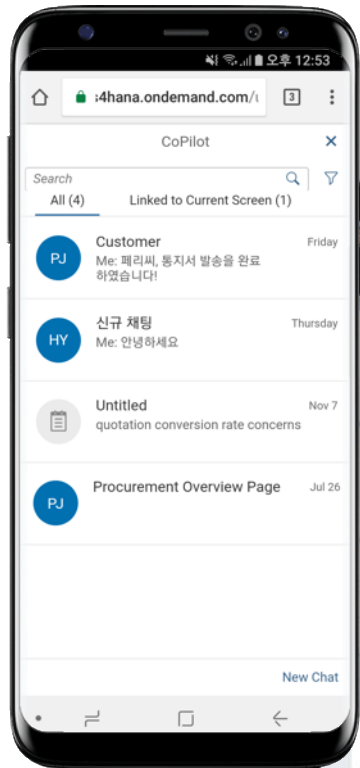 오후 12:53
s4hana.ondemand.com/u
3
CoPilot
Search
All (4)
Linked to Current Screen (1)
PJ
Customer
Friday
Me: 페리씨, 통지서 발송을 완료
하였습니다!
HY
신규 채팅
Thursday
Me: 안녕하세요
Untitled
Nov 7
quotation conversion rate concerns
PJ
Procurement Overview Page
Jul 26
New Chat